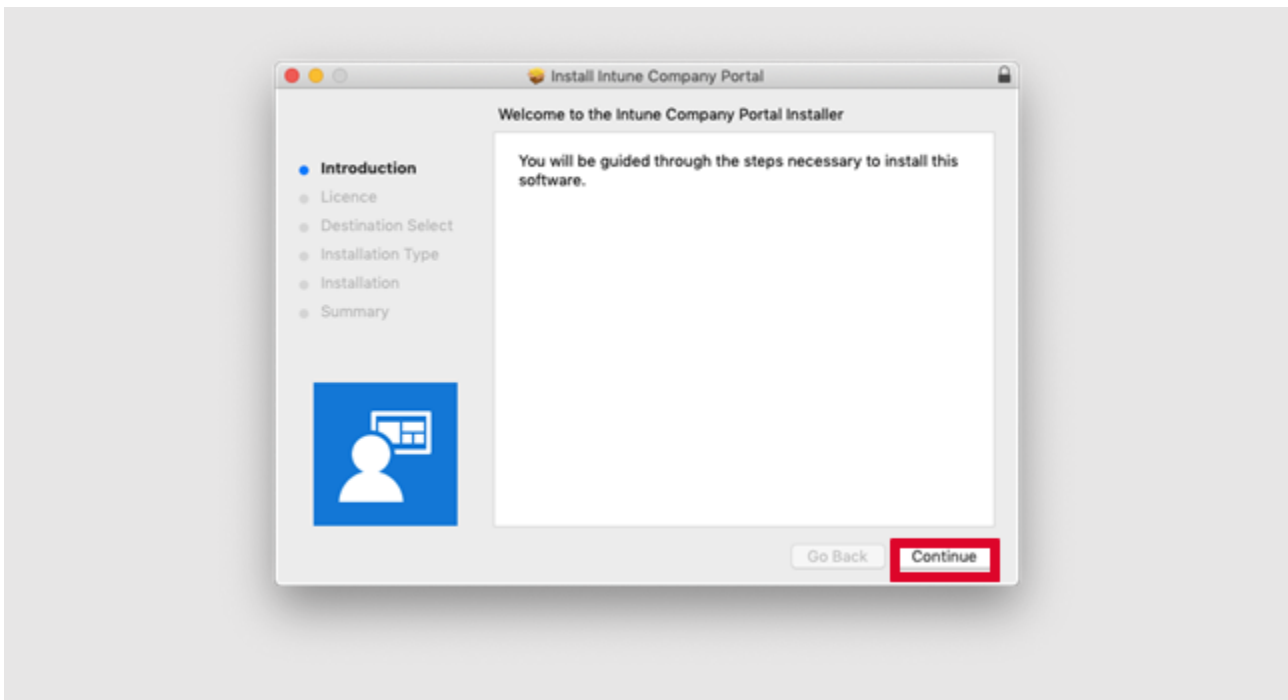 Install Intune Company Portal
Welcome to the Intune Company Portal Installer
Introduction
Licence
Destination Select
Installation Type
Installation
Summary
You will be guided through the steps necessary to install this
software.
Go Back
Continue